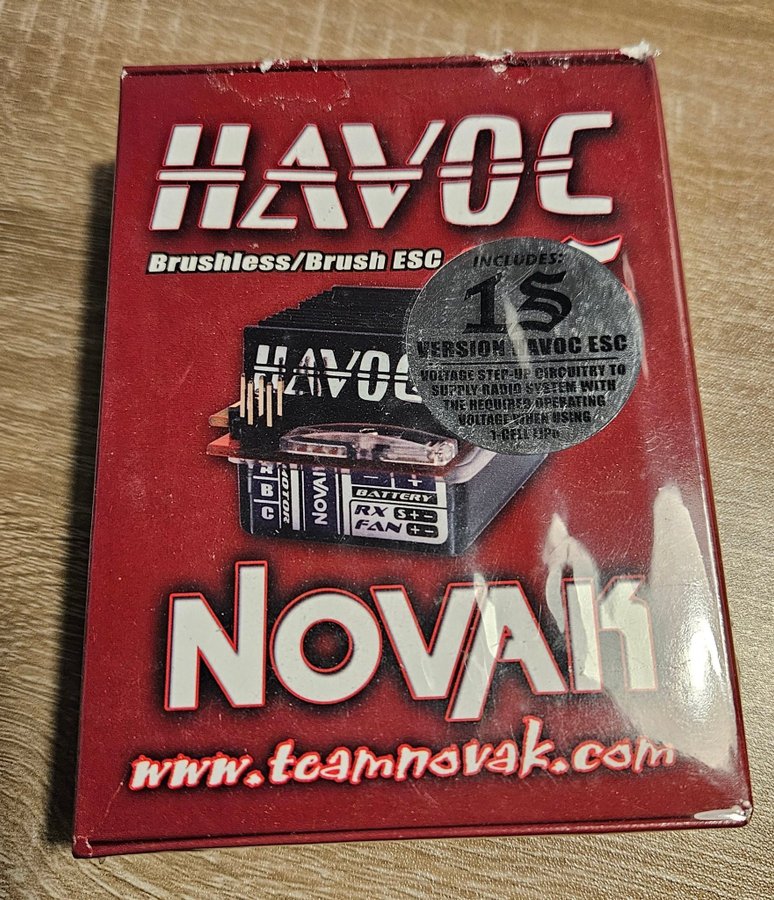 HAVOC
Brushless/Brush ESC
INCLUDES:
1S
VERSION HAVOC ESC
VOLTAGE STEP-UP CIRCUITRY TO
SUPPLY RADIO SYSTEM WITH
THE REQUIRED OPERATING
VOLTAGE WHEN USING
1-CELL LIPO
HAVOC
A
B
C
MOTOR
NOVAK
- +
BATTERY
RX S+-
FAN +-
NOVAK
www.teamnovak.com